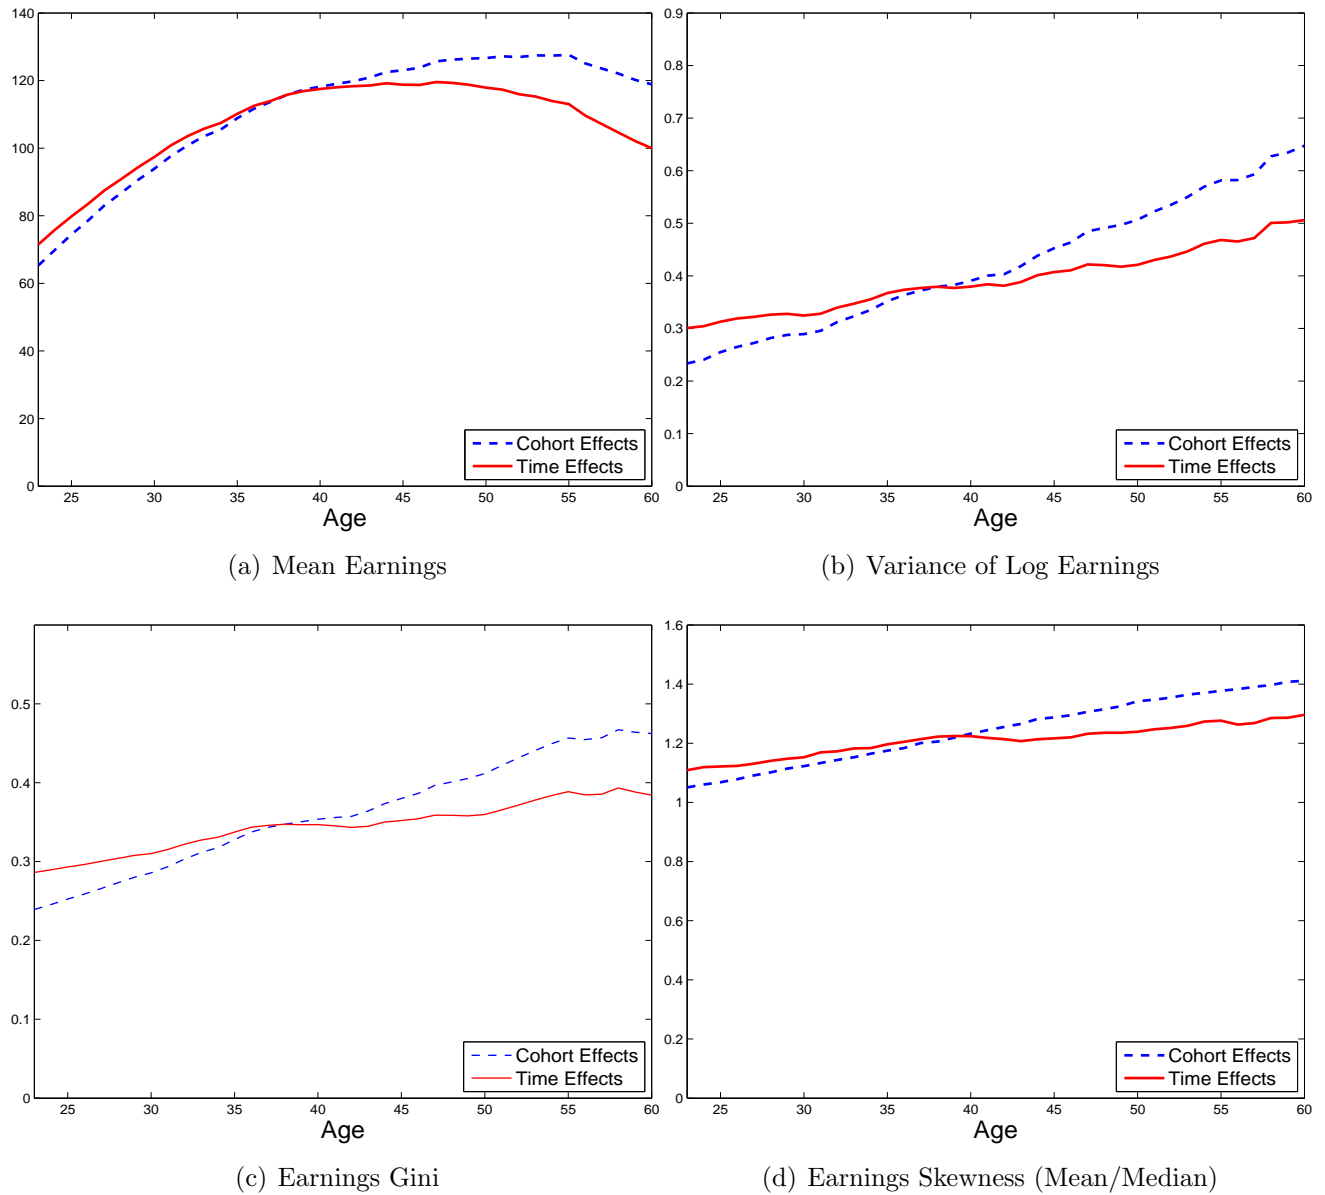 140
120
100
80
60
40
20
0
25 30 35 40 45 50 55 60
Age
Cohort Effects
Time Effects
(a) Mean Earnings
0.9
0.8
0.7
0.6
0.5
0.4
0.3
0.2
0.1
0
25 30 35 40 45 50 55 60
Age
Cohort Effects
Time Effects
(b) Variance of Log Earnings
0.5
0.4
0.3
0.2
0.1
0
25 30 35 40 45 50 55 60
Age
Cohort Effects
Time Effects
(c) Earnings Gini
1.6
1.4
1.2
1
0.8
0.6
0.4
0.2
0
25 30 35 40 45 50 55 60
Age
Cohort Effects
Time Effects
(d) Earnings Skewness (Mean/Median)